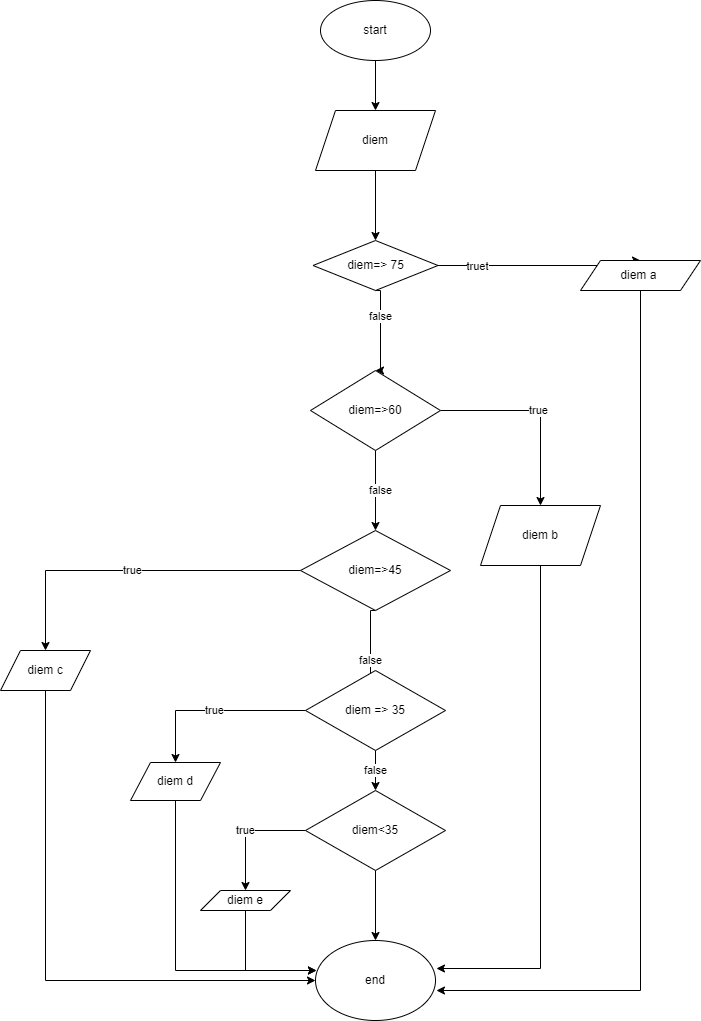 start
diem
diem=> 75
truet
diem a
false
diem=>60
true
false
diem b
diem=>45
true
false
diem c
diem => 35
true
false
diem d
diem<35
true
diem e
end